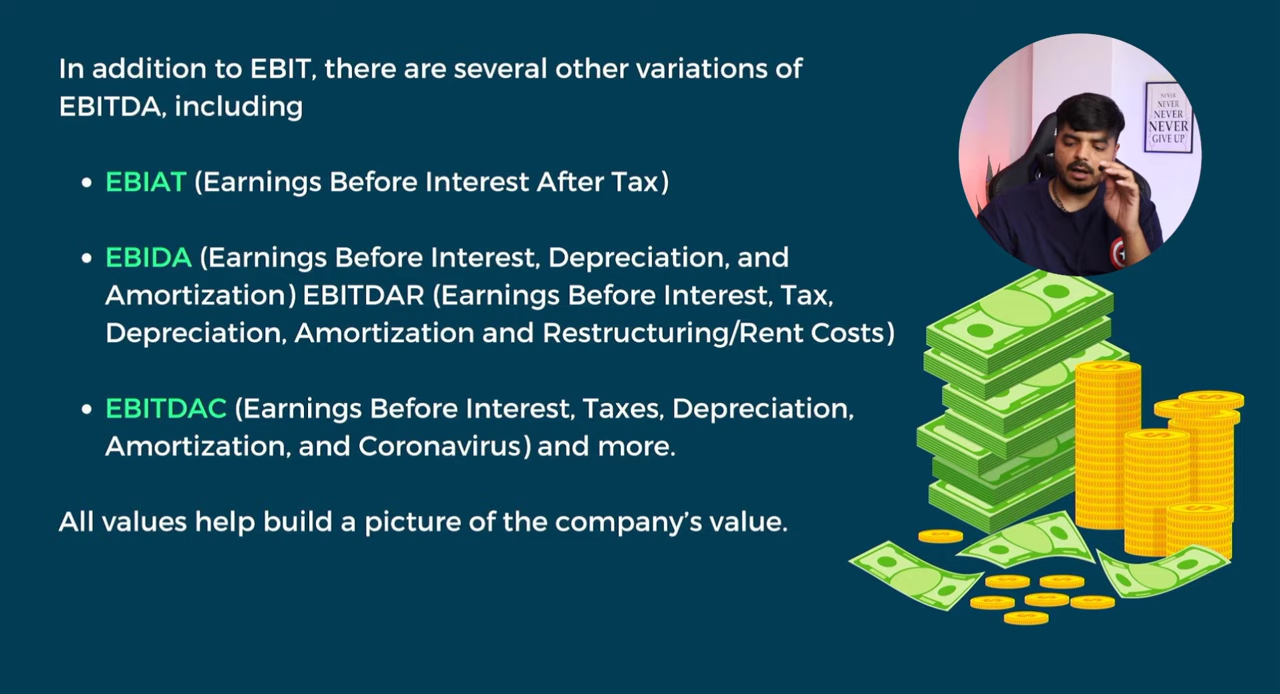 In addition to EBIT, there are several other variations of
EBITDA, including
• EBIAT (Earnings Before Interest After Tax)
• EBIDA (Earnings Before Interest, Depreciation, and
Amortization) EBITDAR (Earnings Before Interest, Tax,
Depreciation, Amortization and Restructuring/Rent Costs)
• EBITDAC (Earnings Before Interest, Taxes, Depreciation,
Amortization, and Coronavirus) and more.
All values help build a picture of the company's value.
NEVER
NEVER
NEVER
NEVER
GIVE UP